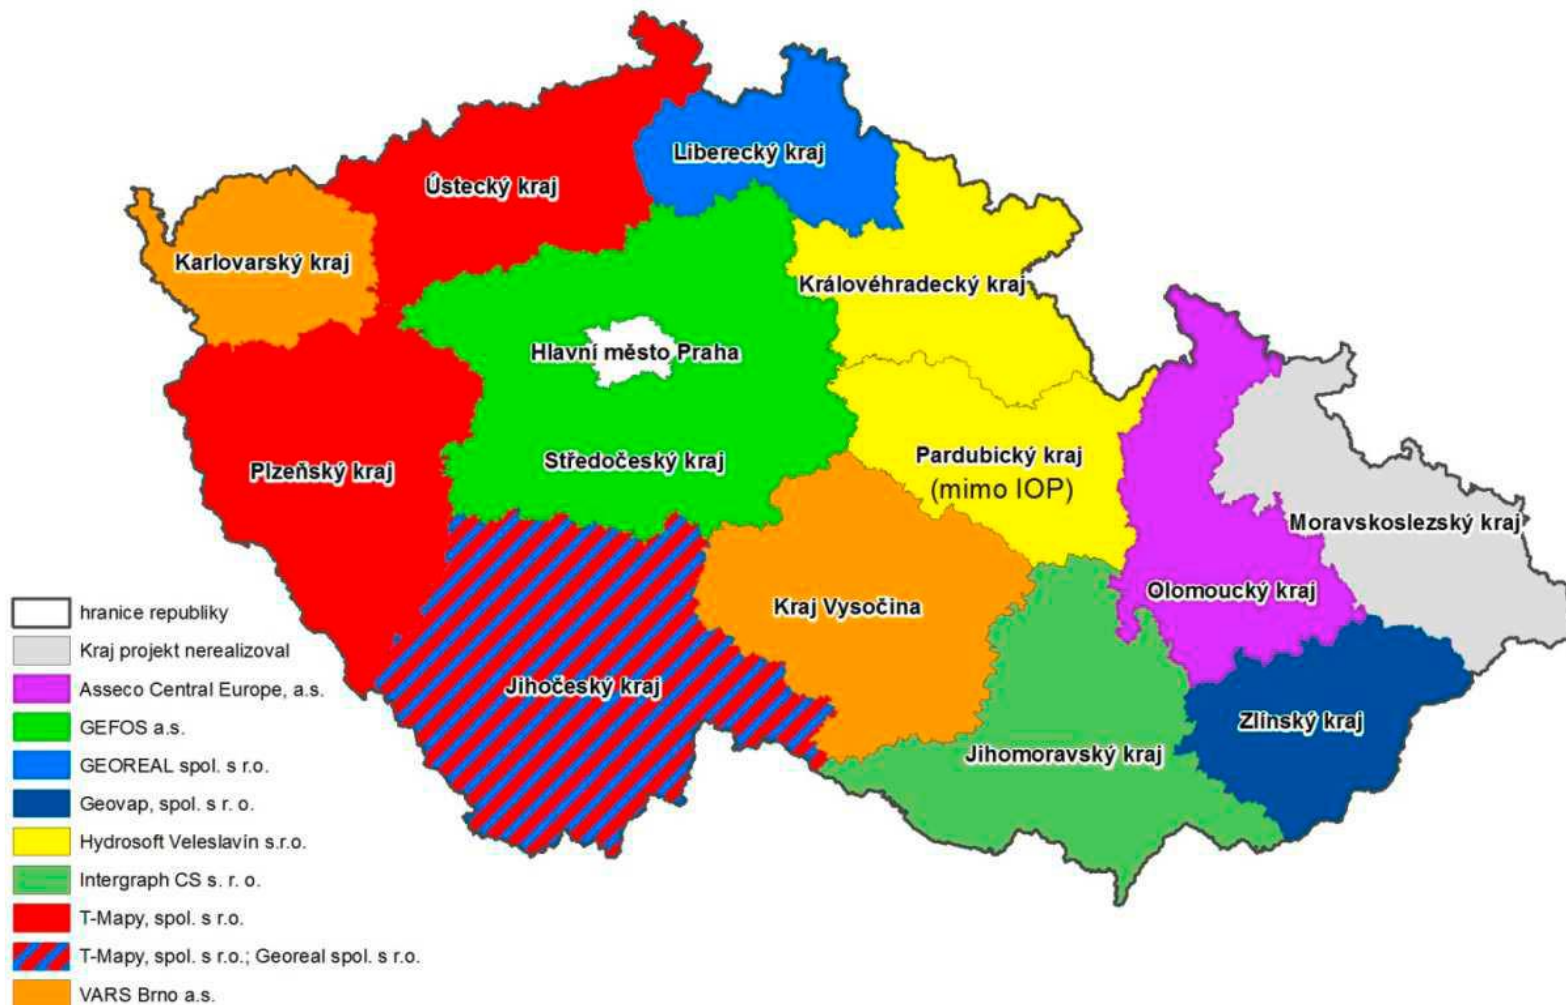 Liberecký kraj
Ústecký kraj
Karlovarský kraj
Královéhradecký kraj
Hlavní město Praha
Středočeský kraj
Plzeňský kraj
Pardubický kraj
(mimo IOP)
Moravskoslezský kraj
Olomoucký kraj
Kraj Vysočina
Jihočeský kraj
Zlínský kraj
Jihomoravský kraj
hranice republiky
Kraj projekt nerealizoval
Asseco Central Europe, a.s.
GEFOS a.s.
GEOREAL spol. s r.o.
Geovap, spol. s r. o.
Hydrosoft Veleslavín s.r.o.
Intergraph CS s. r. o.
T-Mapy, spol. s r.o.
T-Mapy, spol. s r.o.; Georeal spol. s r.o.
VARS Brno a.s.